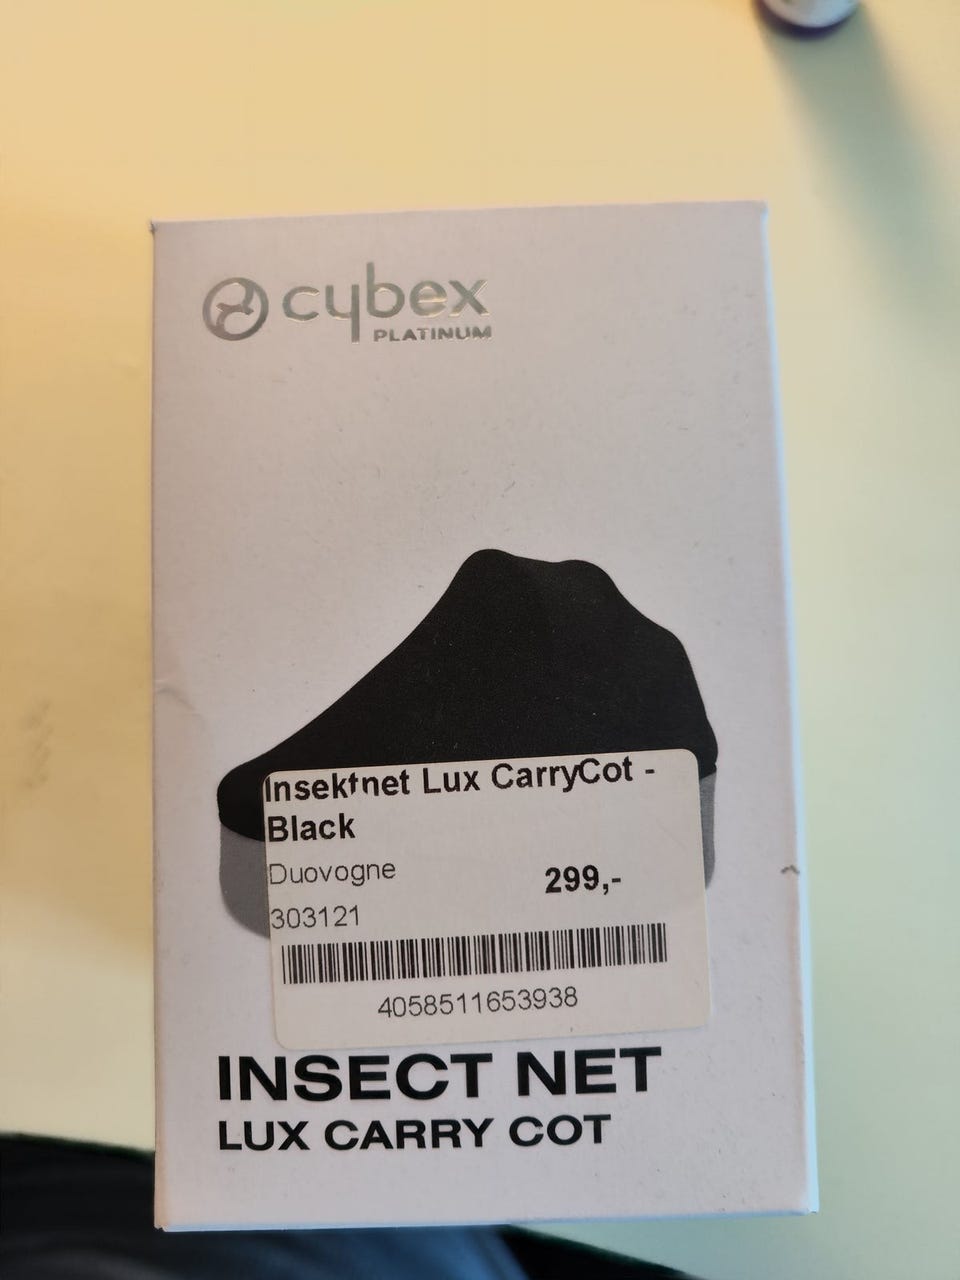 cybex
PLATINUM
Insektnet Lux CarryCot -
Black
Duovogne
299,-
303121
4058511653938
INSECT NET
LUX CARRY COT